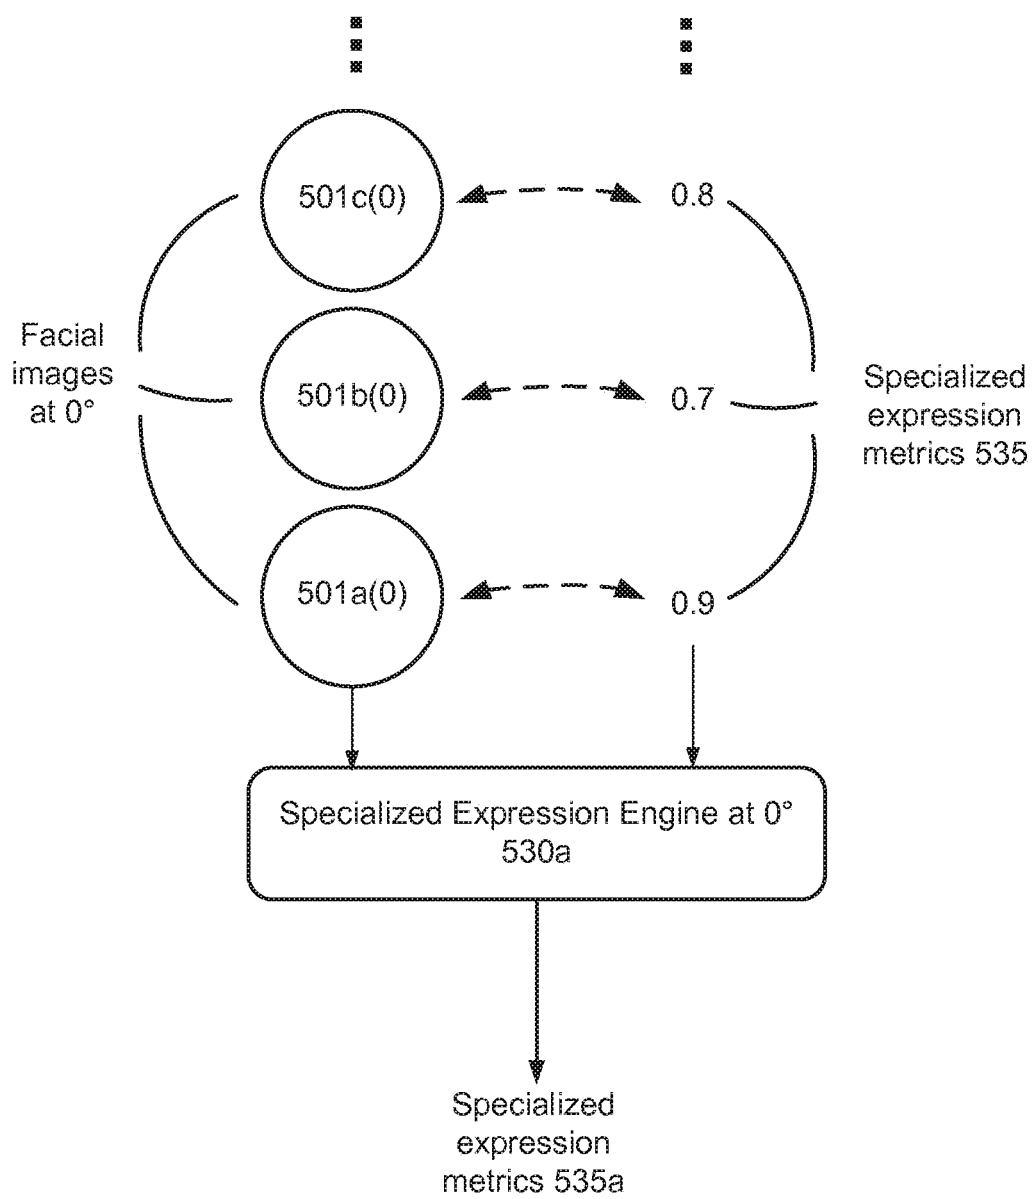 501c(0)
0.8
Facial
images
at 0°
501b(0)
0.7
Specialized
expression
metrics 535
501a(0)
0.9
Specialized Expression Engine at 0°
530a
Specialized
expression
metrics 535a